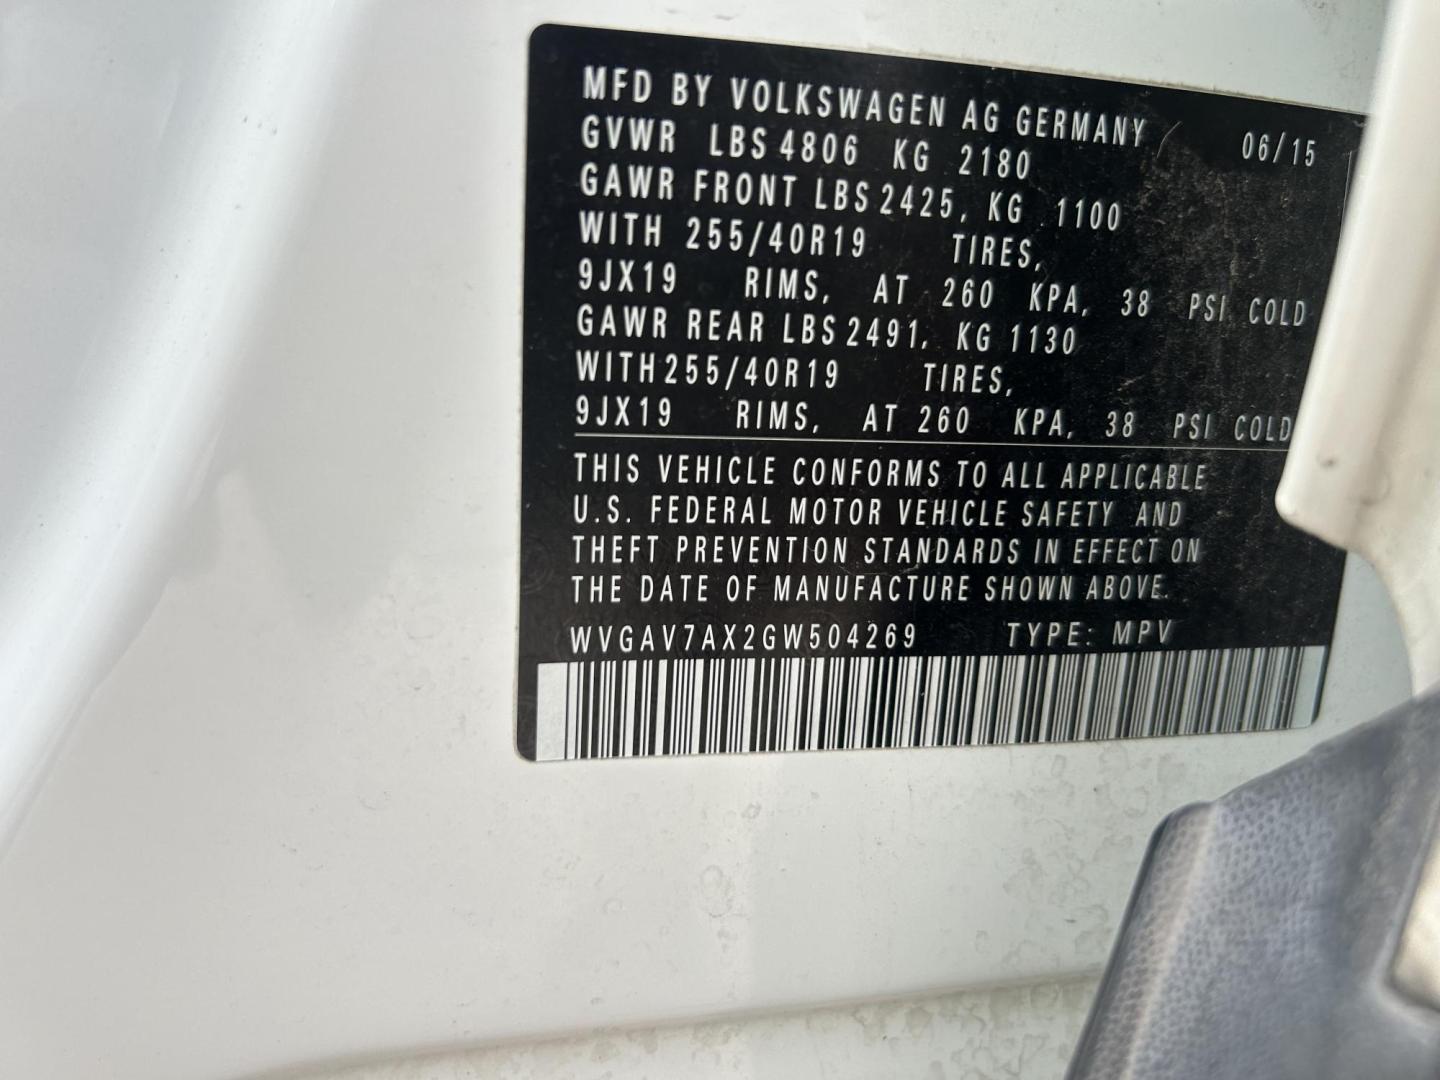 MFD BY VOLKSWAGEN AG GERMANY 06/15
GVWR LBS 4806 KG 2180
GAWR FRONT LBS 2425, KG 1100
WITH 255/40R19 TIRES,
9JX19 RIMS, AT 260 KPA, 38 PSI COLD
GAWR REAR LBS 2491, KG 1130
WITH255/40R19 TIRES,
9JX19 RIMS, AT 260 KPA, 38 PSI COLD
THIS VEHICLE CONFORMS TO ALL APPLICABLE
U.S. FEDERAL MOTOR VEHICLE SAFETY AND
THEFT PREVENTION STANDARDS IN EFFECT ON
THE DATE OF MANUFACTURE SHOWN ABOVE.
WVGAV7AX2GW504269 TYPE: MPV